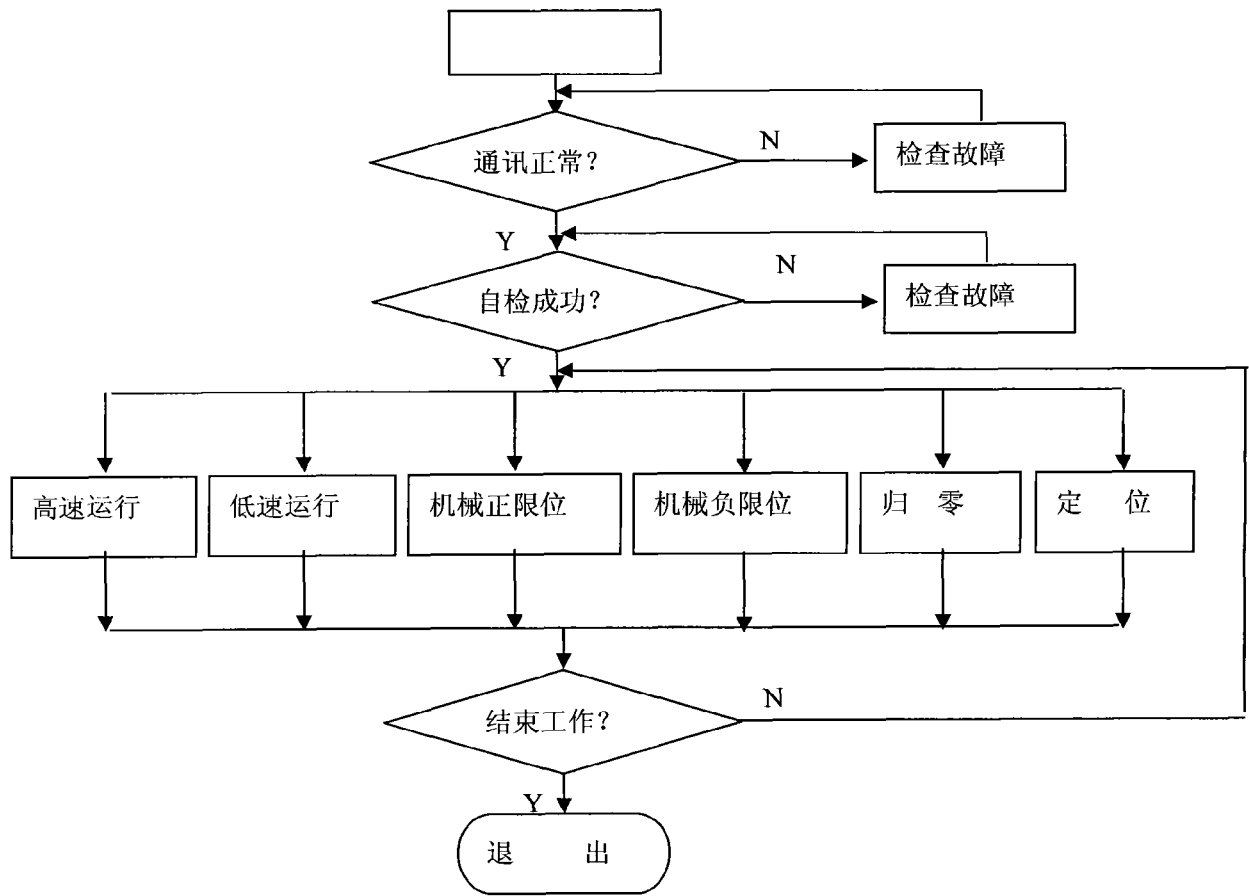 N
通讯正常?
检查故障
Y
N
自检成功?
检查故障
Y
高速运行
低速运行
机械正限位
机械负限位
归 零
定 位
N
结束工作?
Y
退 出